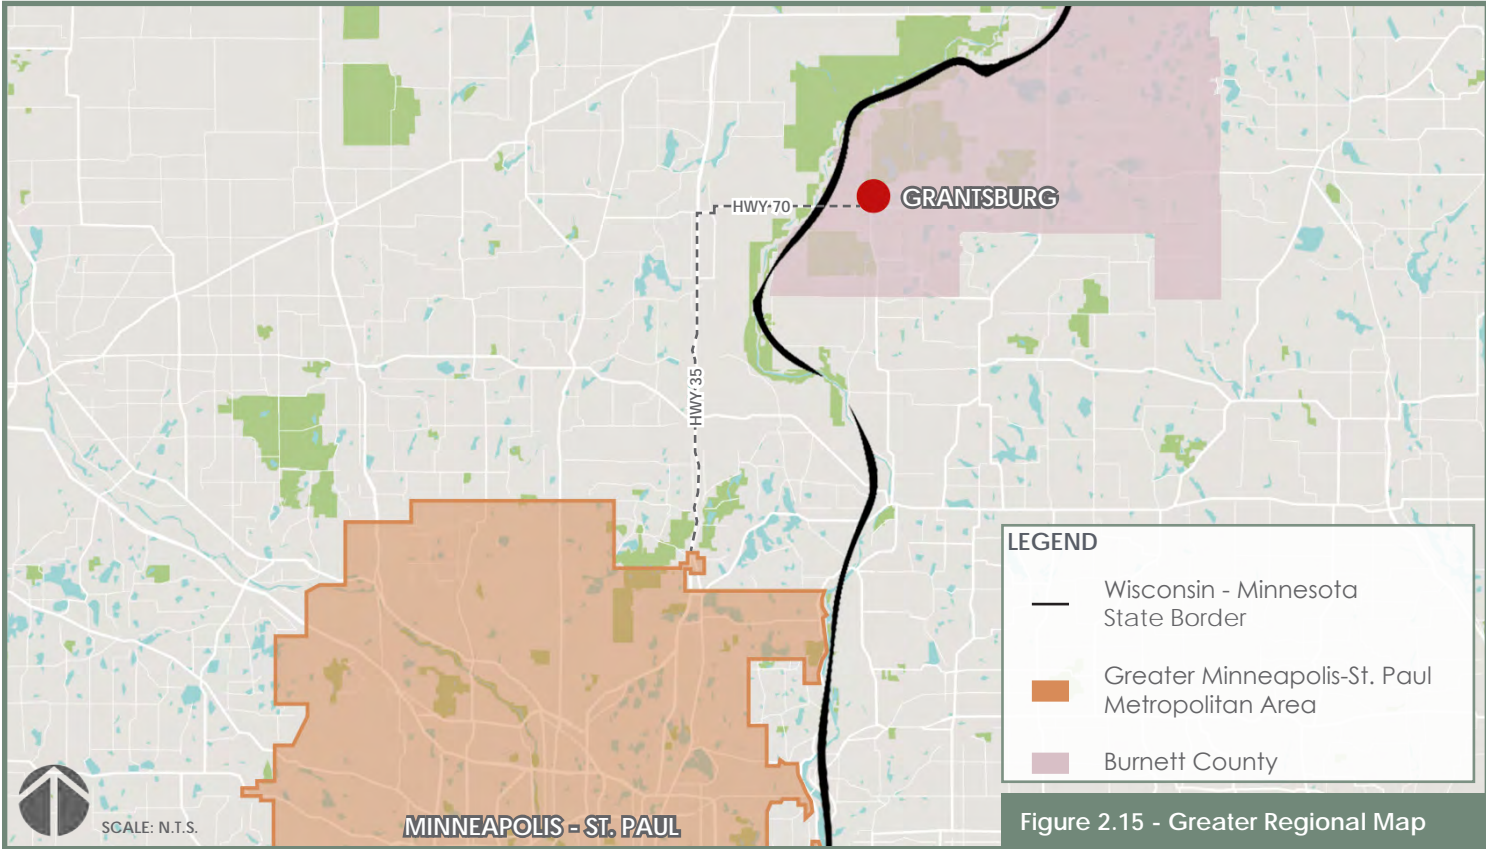 HWY 70
GRANTSBURG
HWY 35
LEGEND
Wisconsin - Minnesota
State Border
Greater Minneapolis-St. Paul
Metropolitan Area
Burnett County
SCALE: N.T.S.
MINNEAPOLIS - ST. PAUL
Figure 2.15 - Greater Regional Map